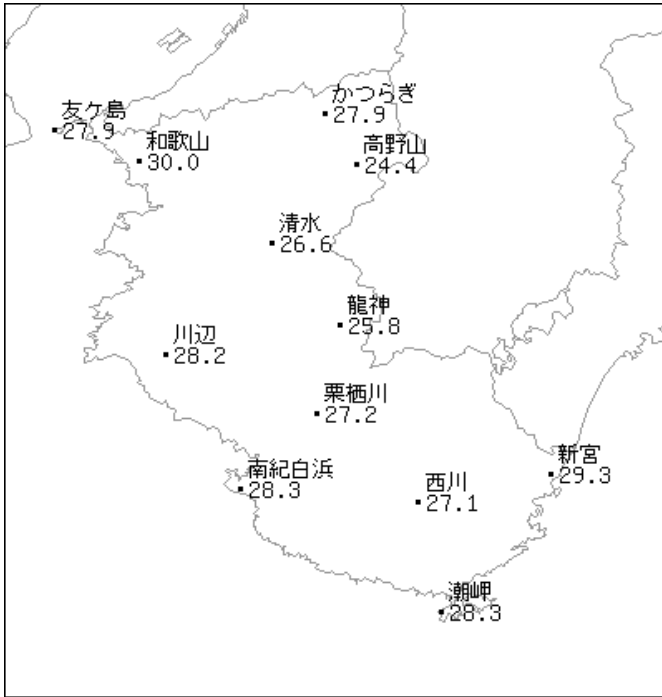 かつらぎ
27.9
友ケ島
27.9
和歌山
30.0
高野山
24.4
清水
26.6
龍神
25.8
川辺
28.2
栗栖川
27.2
南紀白浜
28.3
新宮
29.3
西川
27.1
潮岬
28.3